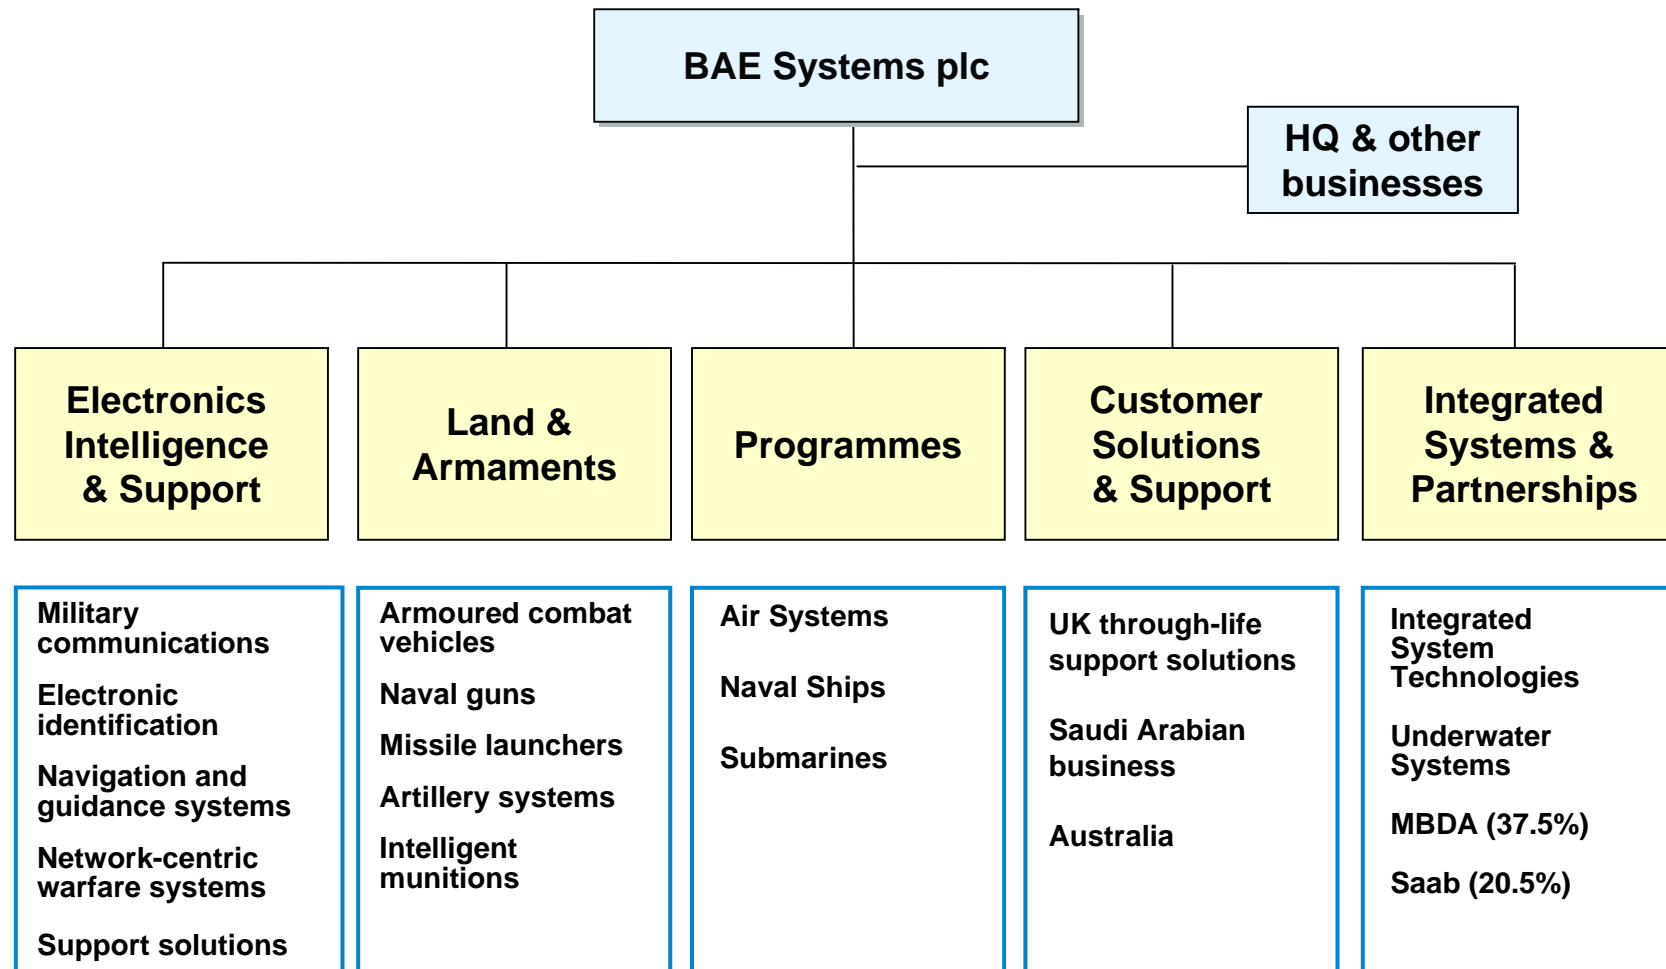 BAE Systems plc
HQ & other
businesses
Electronics
Intelligence
& Support
Land &
Armaments
Programmes
Customer
Solutions
& Support
Integrated
Systems &
Partnerships
Military
communications
Electronic
identification
Navigation and
guidance systems
Network-centric
warfare systems
Support solutions
Armoured combat
vehicles
Naval guns
Missile launchers
Artillery systems
Intelligent
munitions
Air Systems
Naval Ships
Submarines
UK through-life
support solutions
Saudi Arabian
business
Australia
Integrated
System
Technologies
Underwater
Systems
MBDA (37.5%)
Saab (20.5%)